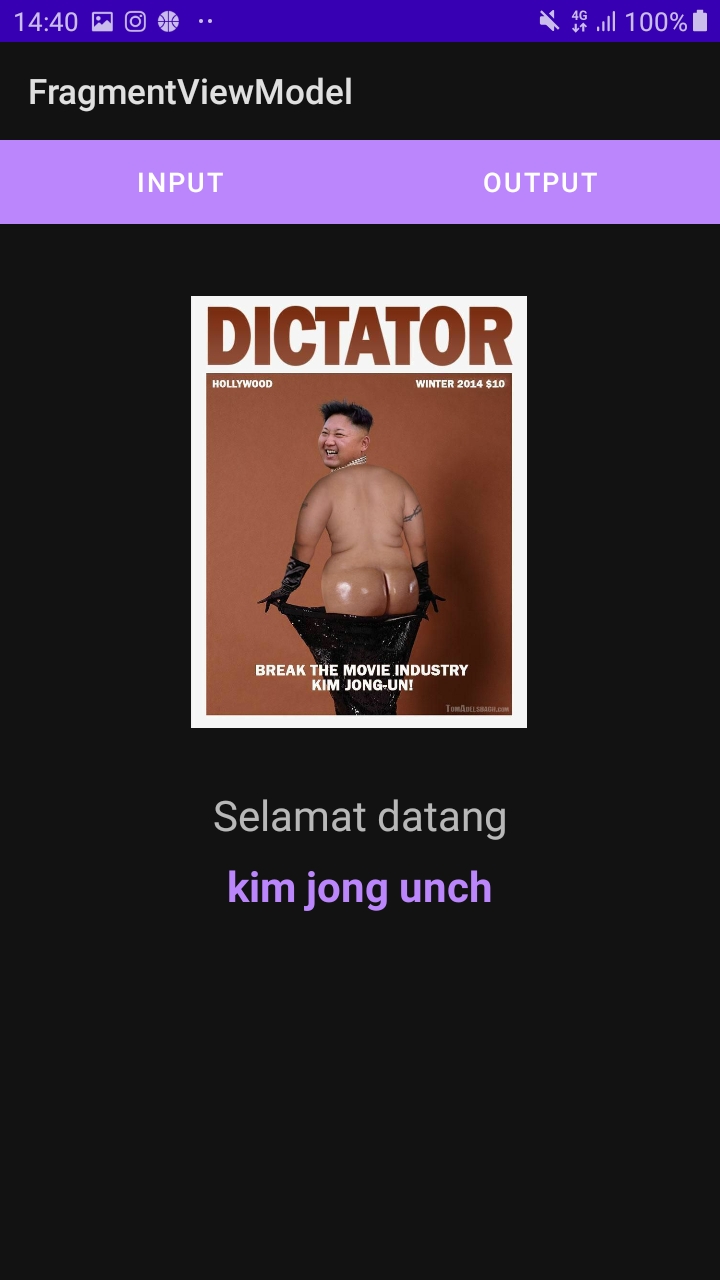 14:40
4G
100%
FragmentViewModel
INPUT
OUTPUT
DICTATOR
HOLLYWOOD
WINTER 2014 $10
BREAK THE MOVIE INDUSTRY
KIM JONG-UN!
Selamat datang
kim jong unch